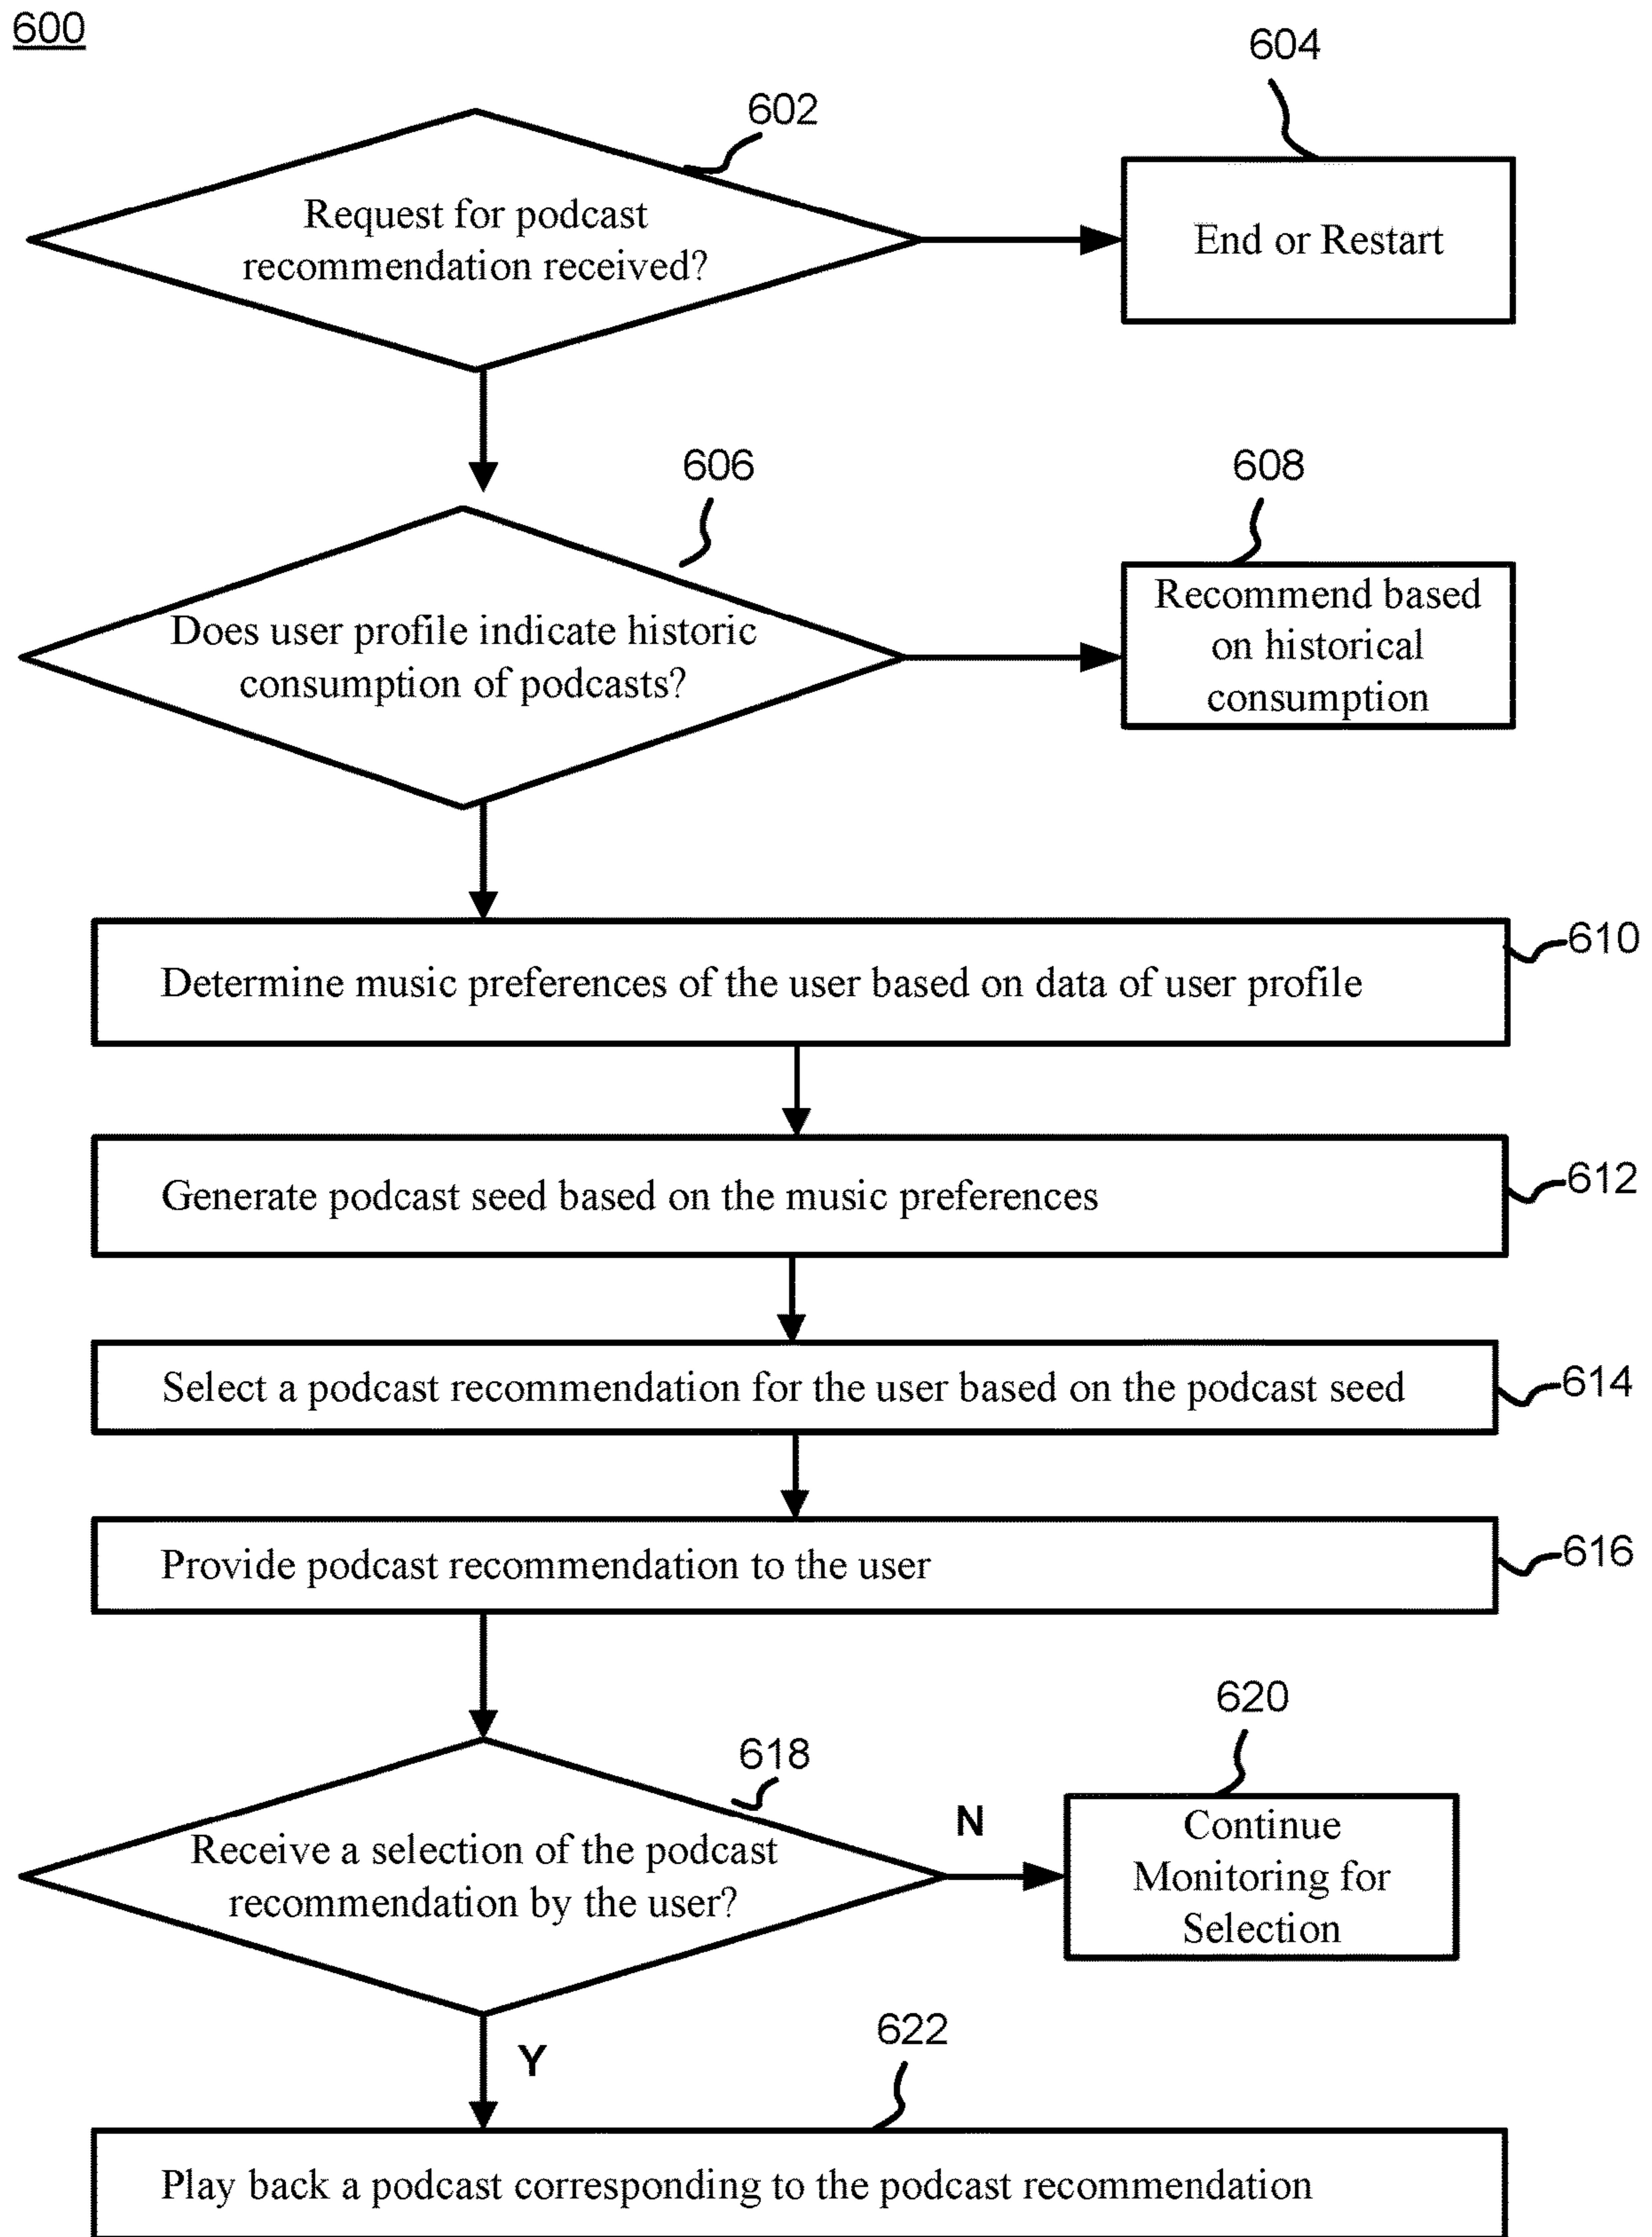 600
602
604
Request for podcast
recommendation received?
End or Restart
606
608
Does user profile indicate historic
consumption of podcasts?
Recommend based
on historical
consumption
610
Determine music preferences of the user based on data of user profile
612
Generate podcast seed based on the music preferences
614
Select a podcast recommendation for the user based on the podcast seed
616
Provide podcast recommendation to the user
618
620
Receive a selection of the podcast
recommendation by the user?
N
Continue
Monitoring for
Selection
Y
622
Play back a podcast corresponding to the podcast recommendation